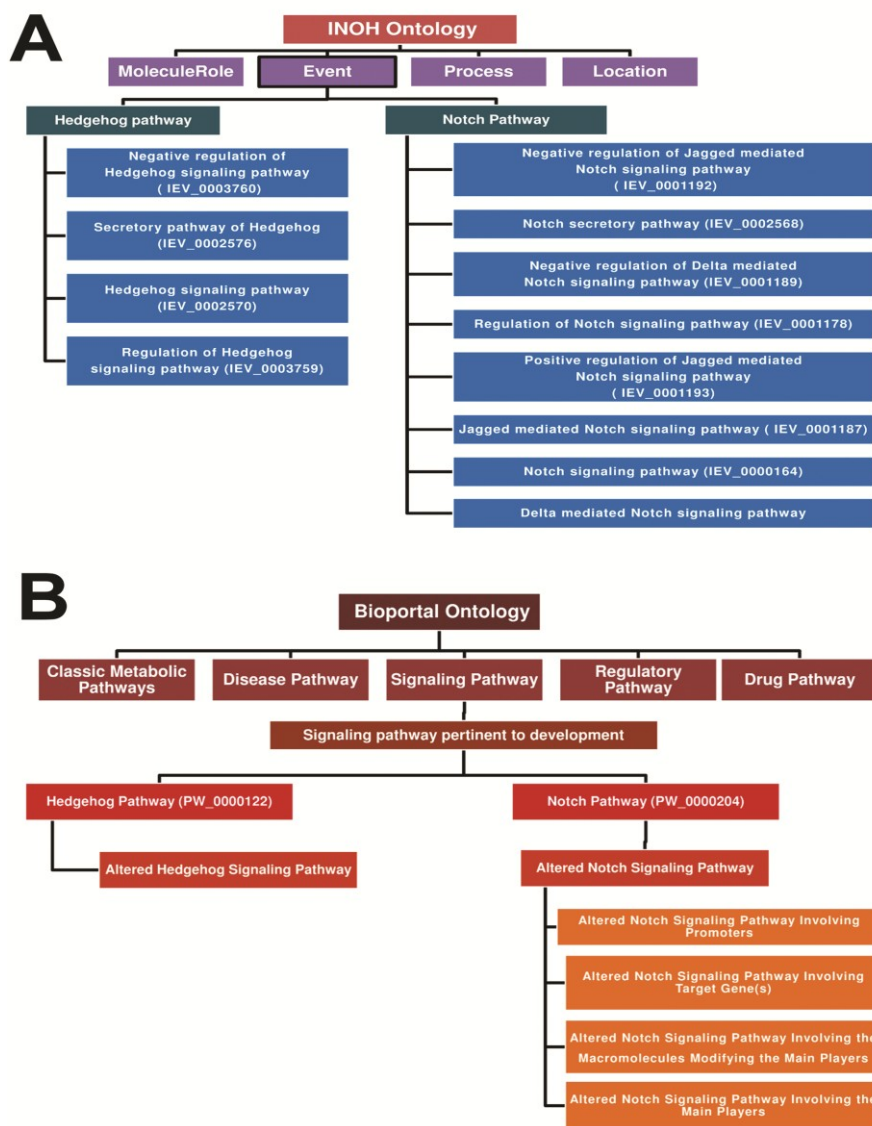 A
INOH Ontology
MoleculeRole
Event
Process
Location
Hedgehog pathway
Notch Pathway
Negative regulation of
Hedgehog signaling pathway
( IEV_0003760)
Secretory pathway of Hedgehog
(IEV_0002576)
Hedgehog signaling pathway
(IEV_0002570)
Regulation of Hedgehog
signaling pathway (IEV_0003759)
Negative regulation of Jagged mediated
Notch signaling pathway
( IEV_0001192)
Notch secretory pathway (IEV_0002568)
Negative regulation of Delta mediated
Notch signaling pathway (IEV_0001189)
Regulation of Notch signaling pathway (IEV_0001178)
Positive regulation of Jagged mediated
Notch signaling pathway
( IEV_0001193)
Jagged mediated Notch signaling pathway ( IEV_0001187)
Notch signaling pathway (IEV_0000164)
Delta mediated Notch signaling pathway
B
Bioportal Ontology
Classic Metabolic
Pathways
Disease Pathway
Signaling Pathway
Regulatory
Pathway
Drug Pathway
Signaling pathway pertinent to development
Hedgehog Pathway (PW_0000122)
Notch Pathway (PW_0000204)
Altered Hedgehog Signaling Pathway
Altered Notch Signaling Pathway
Altered Notch Signaling Pathway Involving
Promoters
Altered Notch Signaling Pathway Involving
Target Gene(s)
Altered Notch Signaling Pathway Involving the
Macromolecules Modifying the Main Players
Altered Notch Signaling Pathway Involving the
Main Players